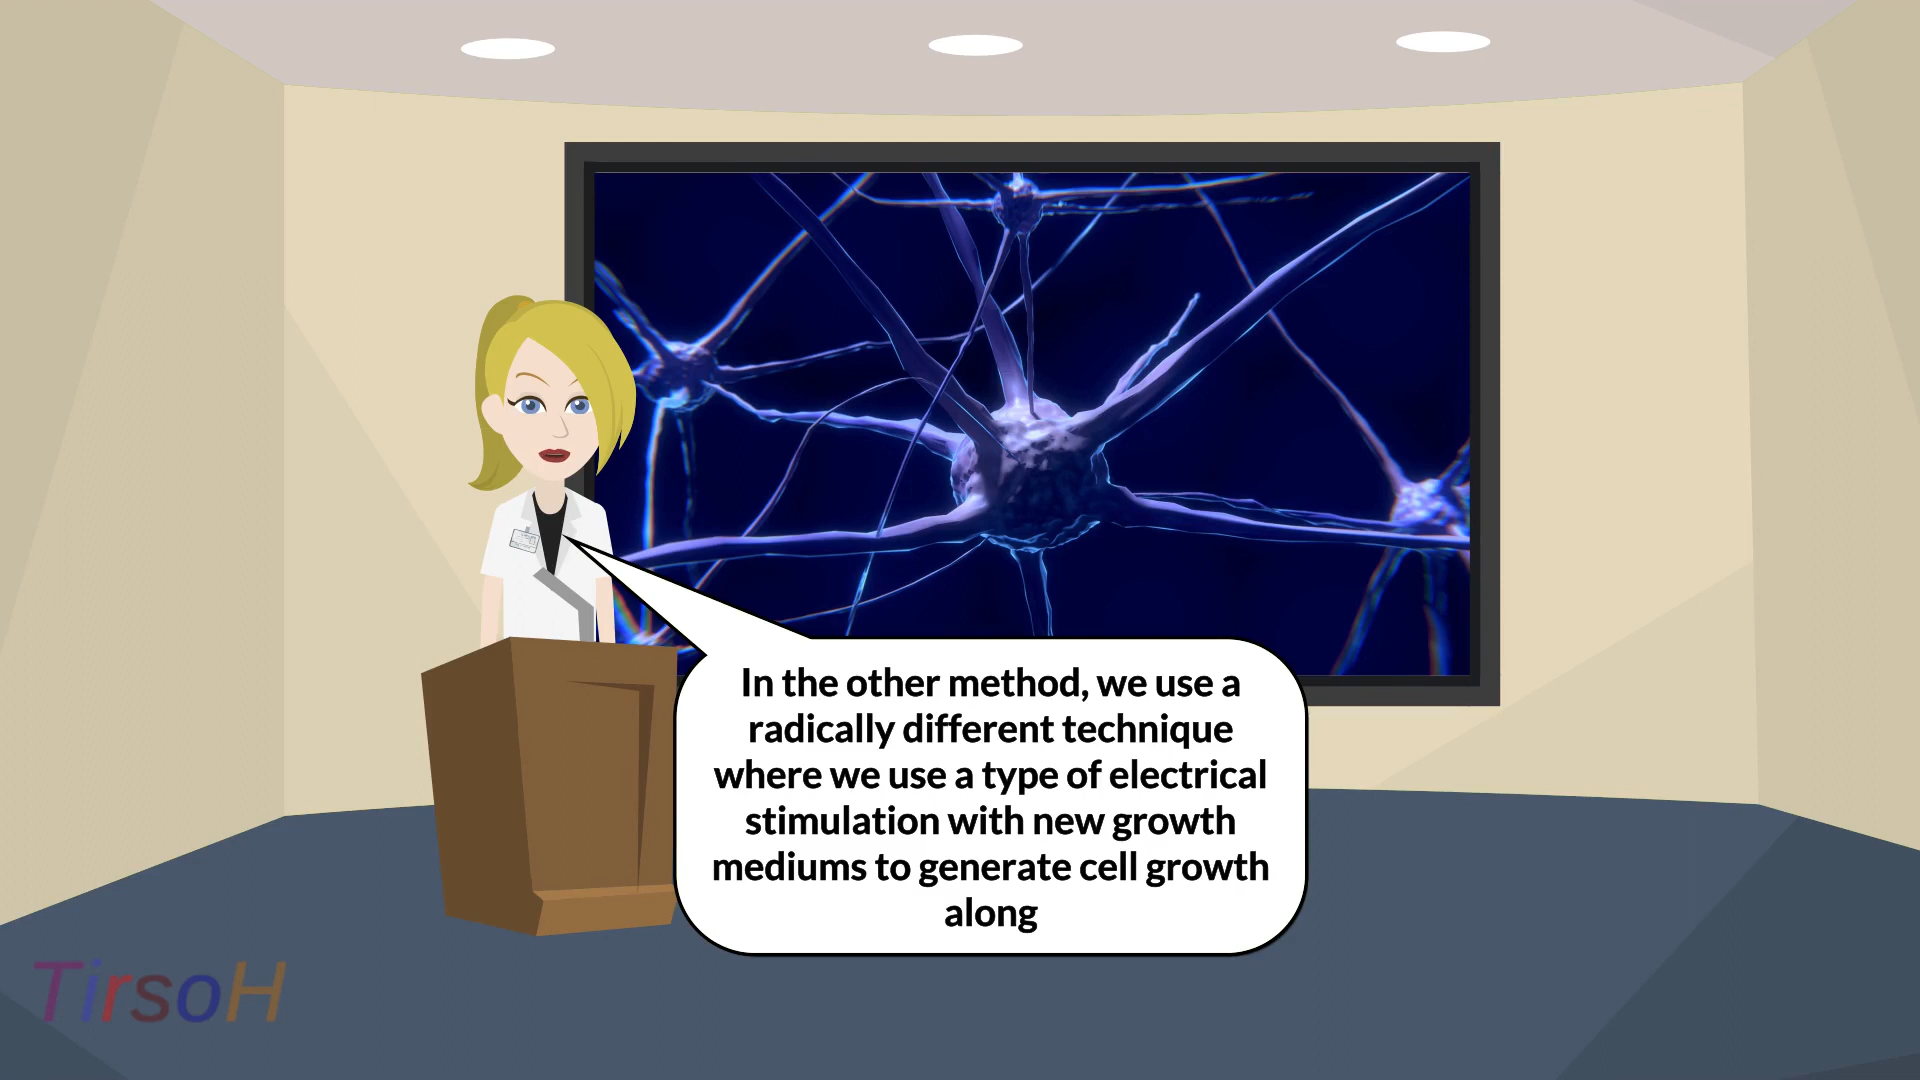 In the other method, we use a
radically different technique
where we use a type of electrical
stimulation with new growth
mediums to generate cell growth
along
TirsoH